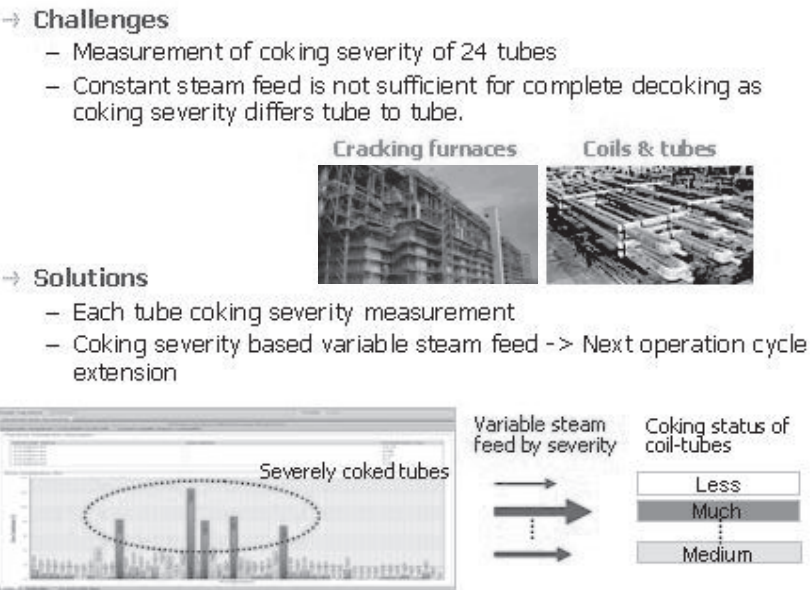 → Challenges
– Measurement of coking severity of 24 tubes
– Constant steam feed is not sufficient for complete decoking as
coking severity differs tube to tube.
Cracking furnaces
Coils & tubes
→ Solutions
– Each tube coking severity measurement
– Coking severity based variable steam feed -> Next operation cycle
extension
Severely coked tubes
Variable steam
feed by severity
Coking status of
coil-tubes
Less
Much
Medium